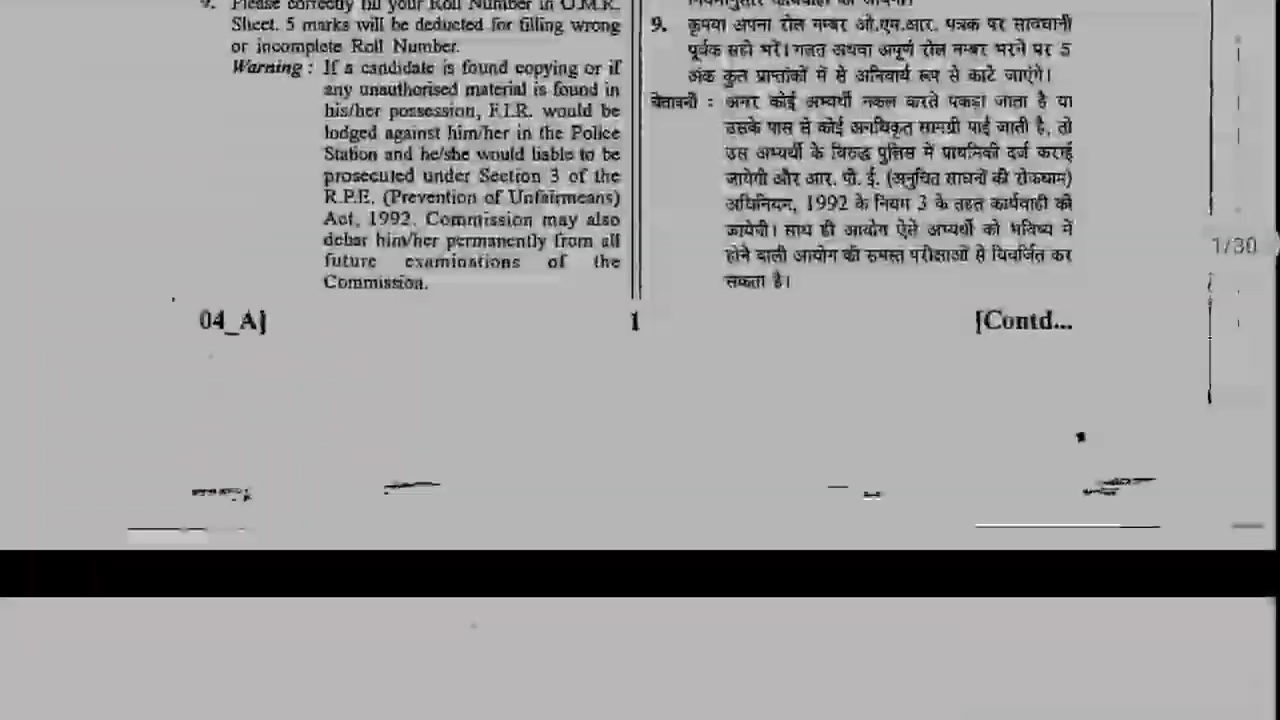 9. Please correctly fill your Roll Number in O.M.R.
Sheet. 5 marks will be deducted for filling wrong
or incomplete Roll Number.
Warning : If a candidate is found copying or if
any unauthorised material is found in
his/her possession, F.I.R. would be
lodged against him/her in the Police
Station and he/she would liable to be
prosecuted under Section 3 of the
R.P.E. (Prevention of Unfairmeans)
Act, 1992. Commission may also
debar him/her permanently from all
future examinations of the
Commission.
नियमानुसार कार्यवाही की जायेगी।
9. कृपया अपना रोल नम्बर ओ.एम.आर. पत्रक पर सावधानी
पूर्वक सही भरें। गलत अथवा अपूर्ण रोल नम्बर भरने पर 5
अंक कुल प्राप्तांकों में से अनिवार्य रूप से काटे जाएंगे।
चेतावनी : अगर कोई अभ्यर्थी नकल करते पकड़ा जाता है या
उसके पास से कोई अनधिकृत सामग्री पाई जाती है, तो
उस अभ्यर्थी के विरुद्ध पुलिस में प्राथमिकी दर्ज कराई
जायेगी और आर. पी. ई. (अनुचित साधनों की रोकथाम)
अधिनियम, 1992 के नियम 3 के तहत कार्यवाही की
जायेगी। साथ ही आयोग ऐसे अभ्यर्थी को भविष्य में
होने वाली आयोग की समस्त परीक्षाओं से विवर्जित कर
सकता है।
1/30
04_A] 1 [Contd...